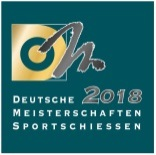 DEUTSCHE 2018
MEISTERSCHAFTEN
SPORTSCHIESSEN